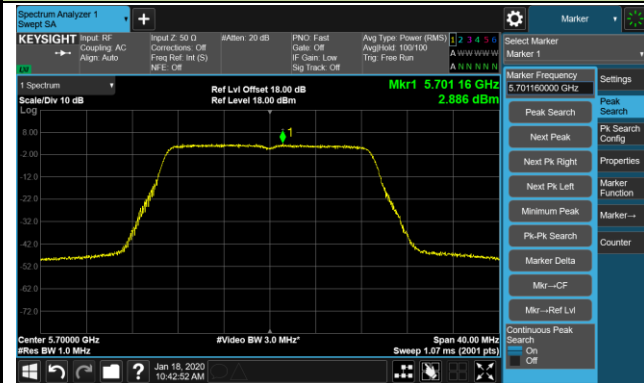 Spectrum Analyzer 1
Swept SA
Marker
KEYSIGHT
Input: RF
Coupling: AC
Align: Auto
Input Z: 50 Ω
Corrections: Off
Freq Ref: Int (S)
NFE: Off
#Atten: 20 dB
PNO: Fast
Gate: Off
IF Gain: Low
Sig Track: Off
Avg Type: Power (RMS)
Avg|Hold: 100/100
Trig: Free Run
1 2 3 4 5 6
A W W W W W
A N N N N N
Select Marker
Marker 1
1 Spectrum
Scale/Div 10 dB
Log
Ref Lvl Offset 18.00 dB
Ref Level 18.00 dBm
Mkr1 5.701 16 GHz
2.886 dBm
1
8.00
-2.00
-12.0
-22.0
-32.0
-42.0
-52.0
-62.0
-72.0
Center 5.70000 GHz
#Res BW 1.0 MHz
#Video BW 3.0 MHz*
Span 40.00 MHz
Sweep 1.07 ms (2001 pts)
Marker Frequency
5.701160000 GHz
Peak Search
Next Peak
Next Pk Right
Next Pk Left
Minimum Peak
Pk-Pk Search
Marker Delta
Mkr→CF
Mkr→Ref Lvl
Continuous Peak
Search
On
Off
Settings
Peak
Search
Pk Search
Config
Properties
Marker
Function
Marker→
Counter
?
Jan 18, 2020
10:42:52 AM